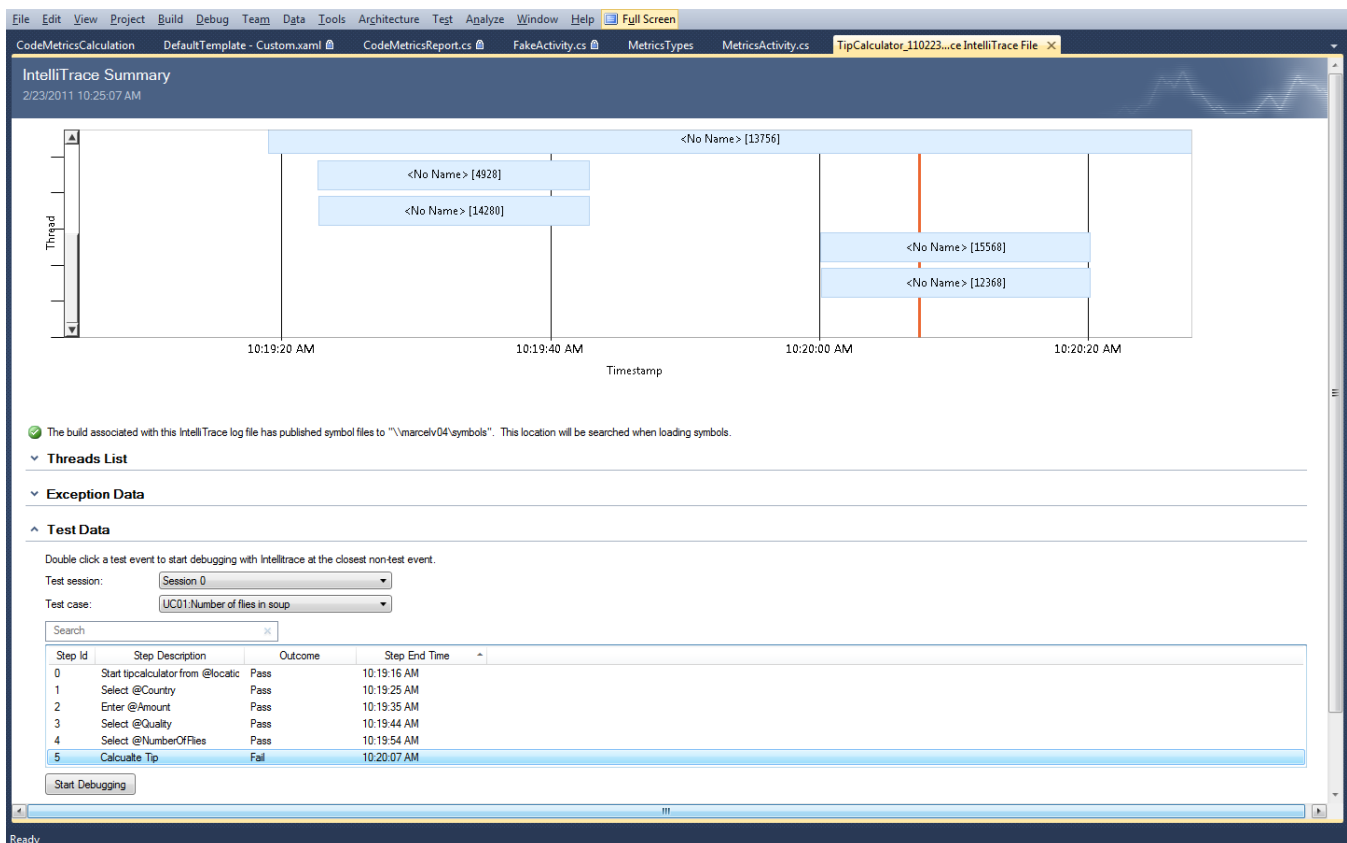 File Edit View Project Build Debug Team Data Tools Architecture Test Analyze Window Help Full Screen
CodeMetricsCalculation DefaultTemplate - Custom.xaml CodeMetricsReport.cs FakeActivity.cs MetricsTypes MetricsActivity.cs TipCalculator_110223...ce IntelliTrace File
IntelliTrace Summary
2/23/2011 10:25:07 AM
<No Name> [13756]
<No Name> [4928]
<No Name> [14280]
Thread
<No Name> [15568]
<No Name> [12368]
10:19:20 AM 10:19:40 AM 10:20:00 AM 10:20:20 AM
Timestamp
The build associated with this IntelliTrace log file has published symbol files to "\\marcelv04\symbols". This location will be searched when loading symbols.
Threads List
Exception Data
Test Data
Double click a test event to start debugging with Intellitrace at the closest non-test event.
Test session: Session 0
Test case: UC01:Number of flies in soup
Search
Step Id Step Description Outcome Step End Time
0 Start tipcalculator from @locatic Pass 10:19:16 AM
1 Select @Country Pass 10:19:25 AM
2 Enter @Amount Pass 10:19:35 AM
3 Select @Quality Pass 10:19:44 AM
4 Select @NumberOfFlies Pass 10:19:54 AM
5 Calcualte Tip Fail 10:20:07 AM
Start Debugging
Ready